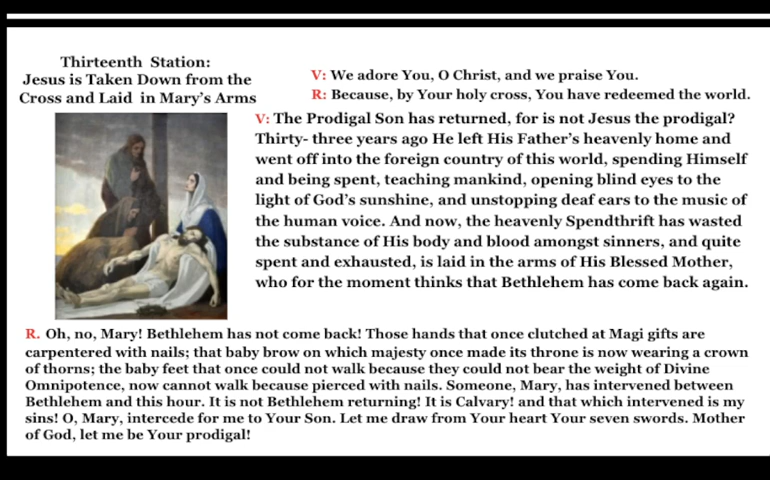 Thirteenth Station:
Jesus is Taken Down from the
Cross and Laid in Mary's Arms
V: We adore You, O Christ, and we praise You.
R: Because, by Your holy cross, You have redeemed the world.
V: The Prodigal Son has returned, for is not Jesus the prodigal?
Thirty- three years ago He left His Father's heavenly home and
went off into the foreign country of this world, spending Himself
and being spent, teaching mankind, opening blind eyes to the
light of God's sunshine, and unstopping deaf ears to the music of
the human voice. And now, the heavenly Spendthrift has wasted
the substance of His body and blood amongst sinners, and quite
spent and exhausted, is laid in the arms of His Blessed Mother,
who for the moment thinks that Bethlehem has come back again.
R. Oh, no, Mary! Bethlehem has not come back! Those hands that once clutched at Magi gifts are
carpentered with nails; that baby brow on which majesty once made its throne is now wearing a crown
of thorns; the baby feet that once could not walk because they could not bear the weight of Divine
Omnipotence, now cannot walk because pierced with nails. Someone, Mary, has intervened between
Bethlehem and this hour. It is not Bethlehem returning! It is Calvary! and that which intervened is my
sins! O, Mary, intercede for me to Your Son. Let me draw from Your heart Your seven swords. Mother
of God, let me be Your prodigal!